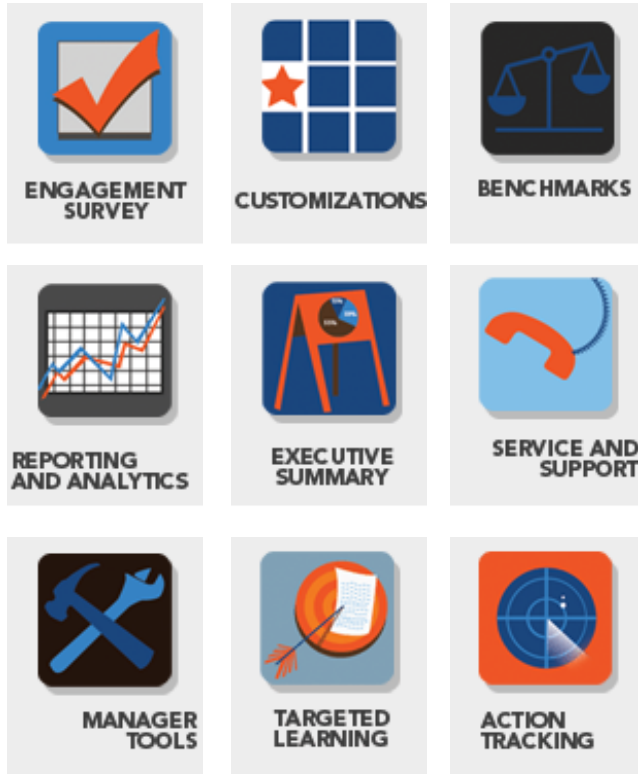 ENGAGEMENT
SURVEY
CUSTOMIZATIONS
BENCHMARKS
REPORTING
AND ANALYTICS
EXECUTIVE
SUMMARY
SERVICE AND
SUPPORT
MANAGER
TOOLS
TARGETED
LEARNING
ACTION
TRACKING